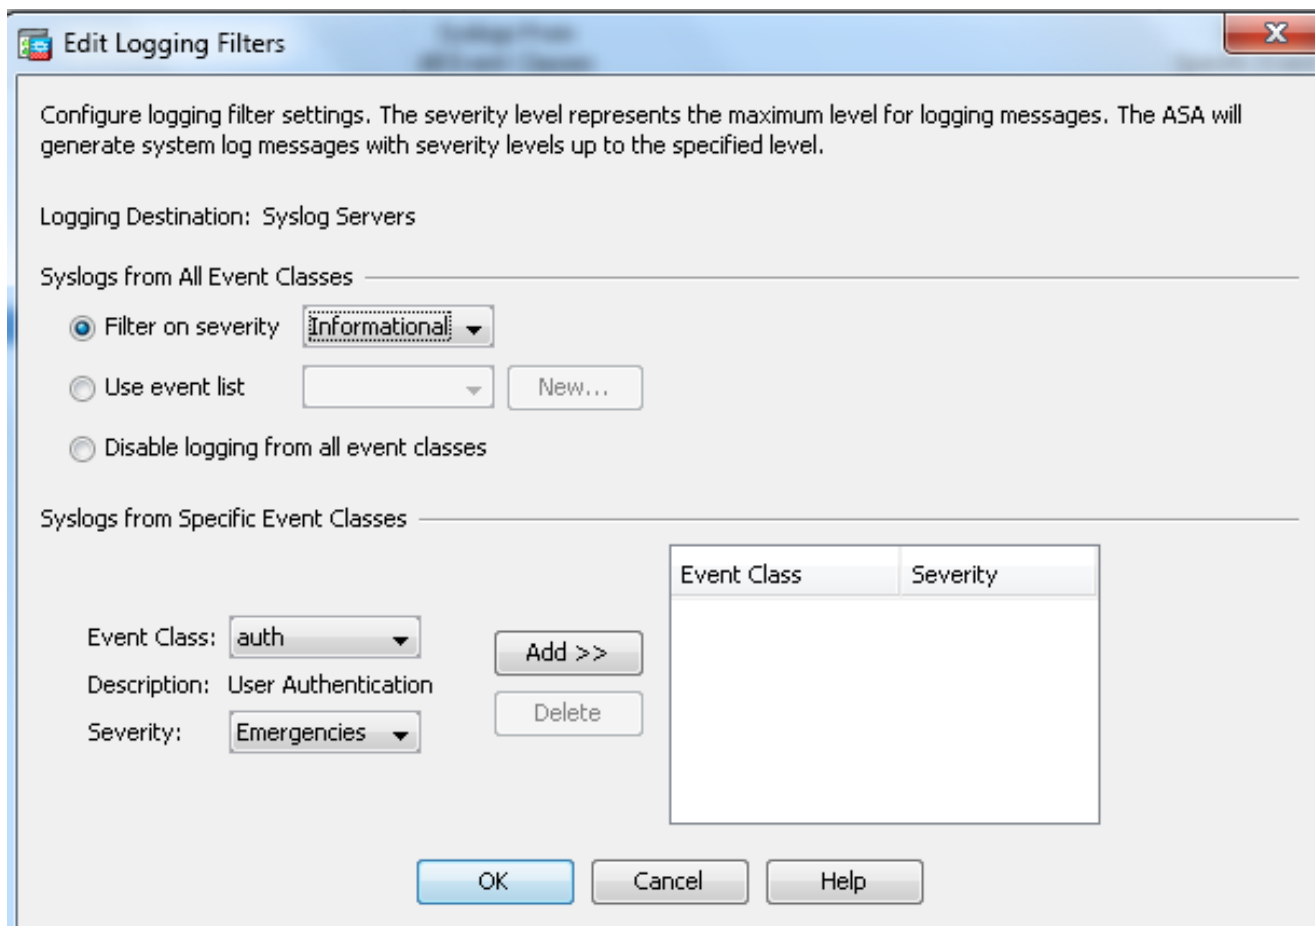 Edit Logging Filters
Configure logging filter settings. The severity level represents the maximum level for logging messages. The ASA will
generate system log messages with severity levels up to the specified level.
Logging Destination: Syslog Servers
Syslogs from All Event Classes
Filter on severity Informational
Use event list New...
Disable logging from all event classes
Syslogs from Specific Event Classes
Event Class Severity
Event Class: auth Add >>
Description: User Authentication
Severity: Emergencies Delete
OK Cancel Help